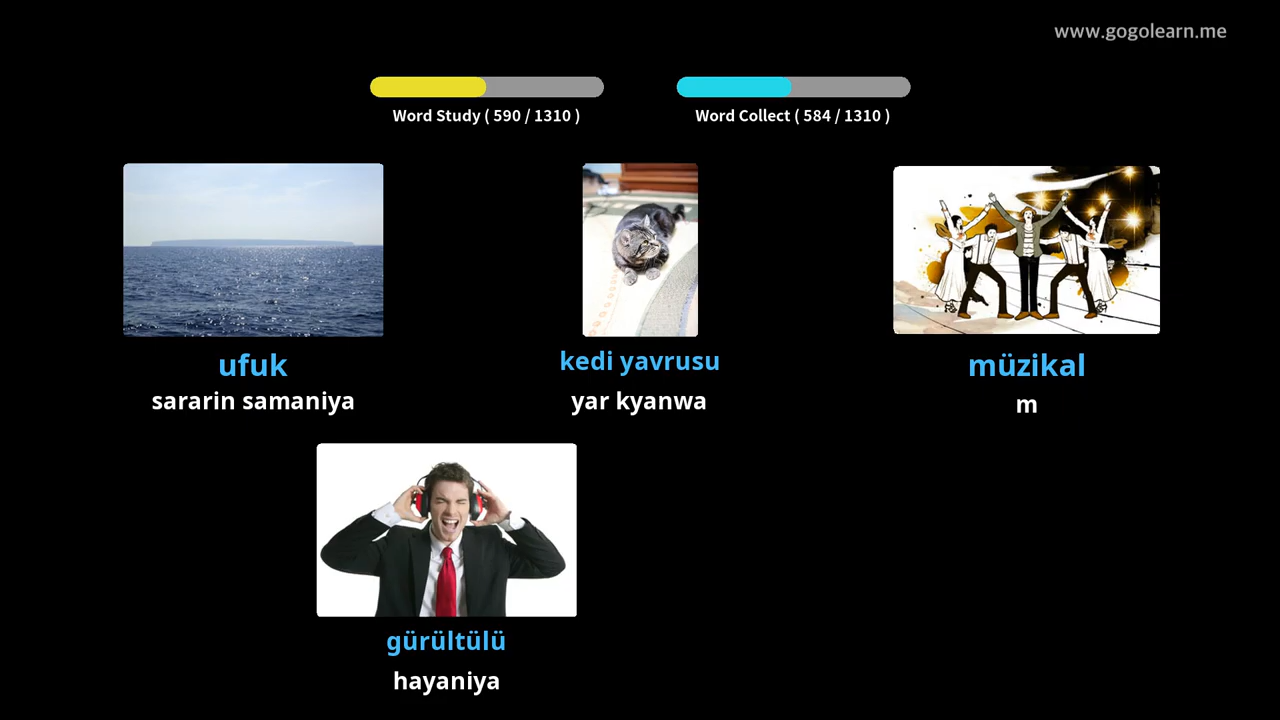 www.gogolearn.me
Word Study ( 590 / 1310 )
Word Collect ( 584 / 1310 )
ufuk
sararin samaniya
kedi yavrusu
yar kyanwa
müzikal
m
gürültülü
hayaniya